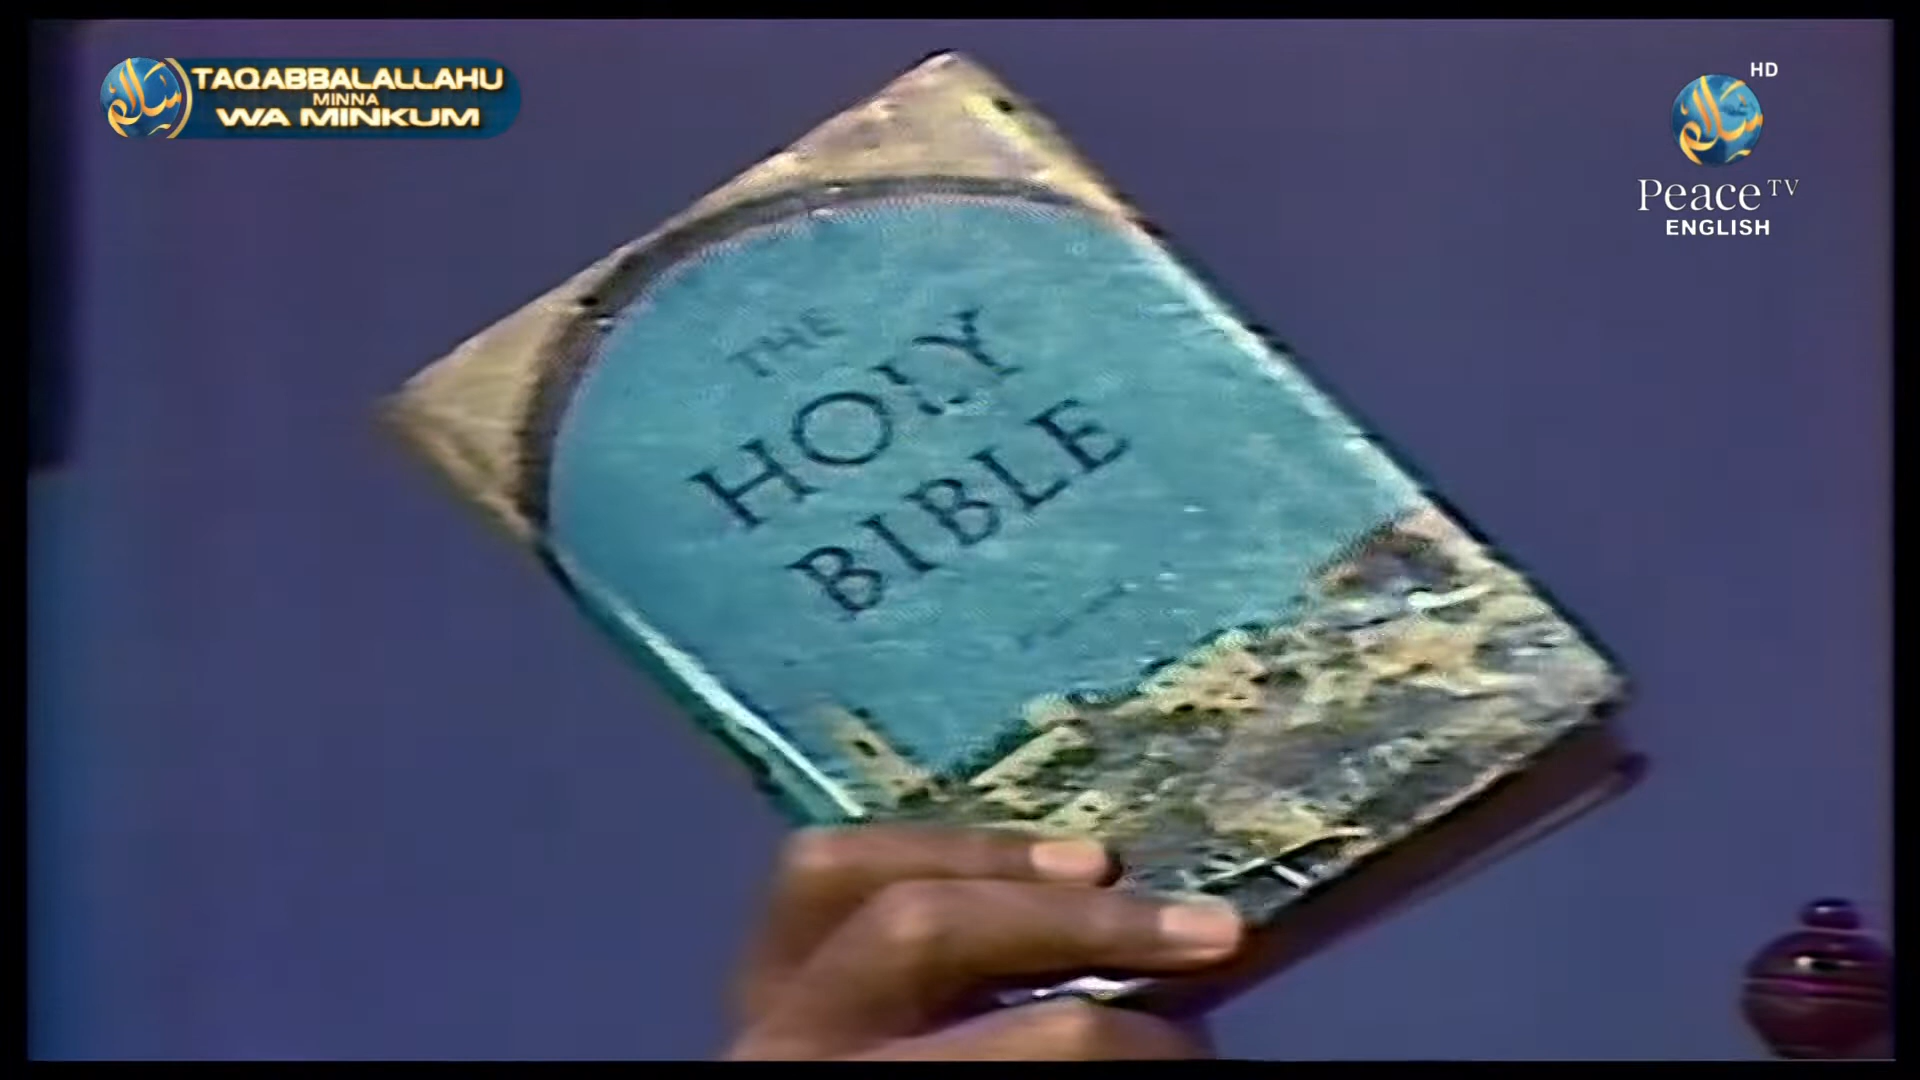 TAQABBALALLAHU
MINNA
WA MINKUM
HD
Peace TV
ENGLISH
THE
HOLY
BIBLE